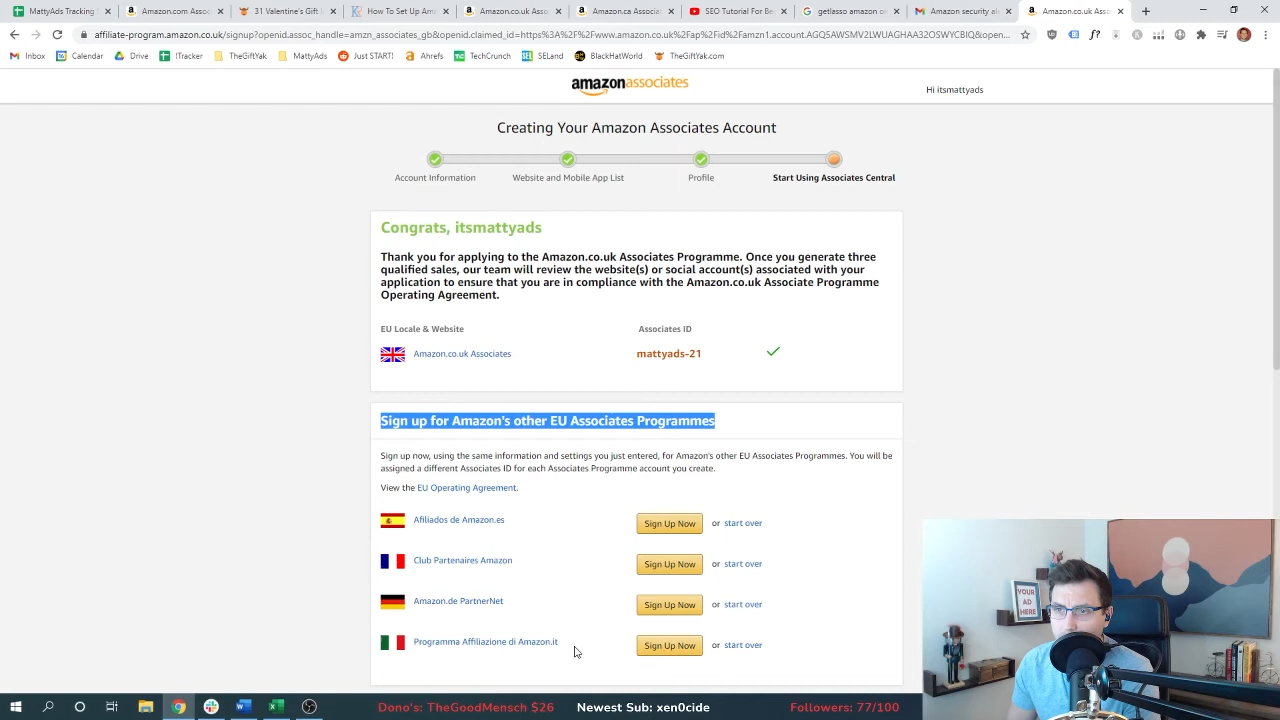 MattyAds Tracking
Amazon.com Assoc
31 Valentine's Gift
How To Set Up Am
amazon.co.uk Asso
Amazon.ca Associa
SEO Tutorial For Be
getlasso amazon co
Amazon security al
amazon.co.uk Asso
affiliate-program.amazon.co.uk/signup?openid.assoc_handle=amzn_associates_gb&openid.claimed_id=https%3A%2F%2Fwww.amazon.co.uk%2Fap%2Fid%2Famzn1.account.AGQ5AWSMV2LWUAGHAA32OSWYCBIQ&open...
Inbox
Calendar
Drive
!Tracker
TheGiftYak
MattyAds
Just START!
Ahrefs
TechCrunch
SELand
BlackHatWorld
TheGiftYak.com
amazonassociates
Hi itsmattyads
Creating Your Amazon Associates Account
Account Information
Website and Mobile App List
Profile
Start Using Associates Central
Congrats, itsmattyads
Thank you for applying to the Amazon.co.uk Associates Programme. Once you generate three
qualified sales, our team will review the website(s) or social account(s) associated with your
application to ensure that you are in compliance with the Amazon.co.uk Associate Programme
Operating Agreement.
EU Locale & Website
Associates ID
Amazon.co.uk Associates
mattyads-21
Sign up for Amazon's other EU Associates Programmes
Sign up now, using the same information and settings you just entered, for Amazon's other EU Associates Programmes. You will be
assigned a different Associates ID for each Associates Programme account you create.
View the EU Operating Agreement.
Afiliados de Amazon.es
Sign Up Now
or start over
Club Partenaires Amazon
Sign Up Now
or start over
Amazon.de PartnerNet
Sign Up Now
or start over
Programma Affiliazione di Amazon.it
Sign Up Now
or start over
YOUR
AD
HERE
Dono's: TheGoodMensch $26
Newest Sub: xen0cide
Followers: 77/100